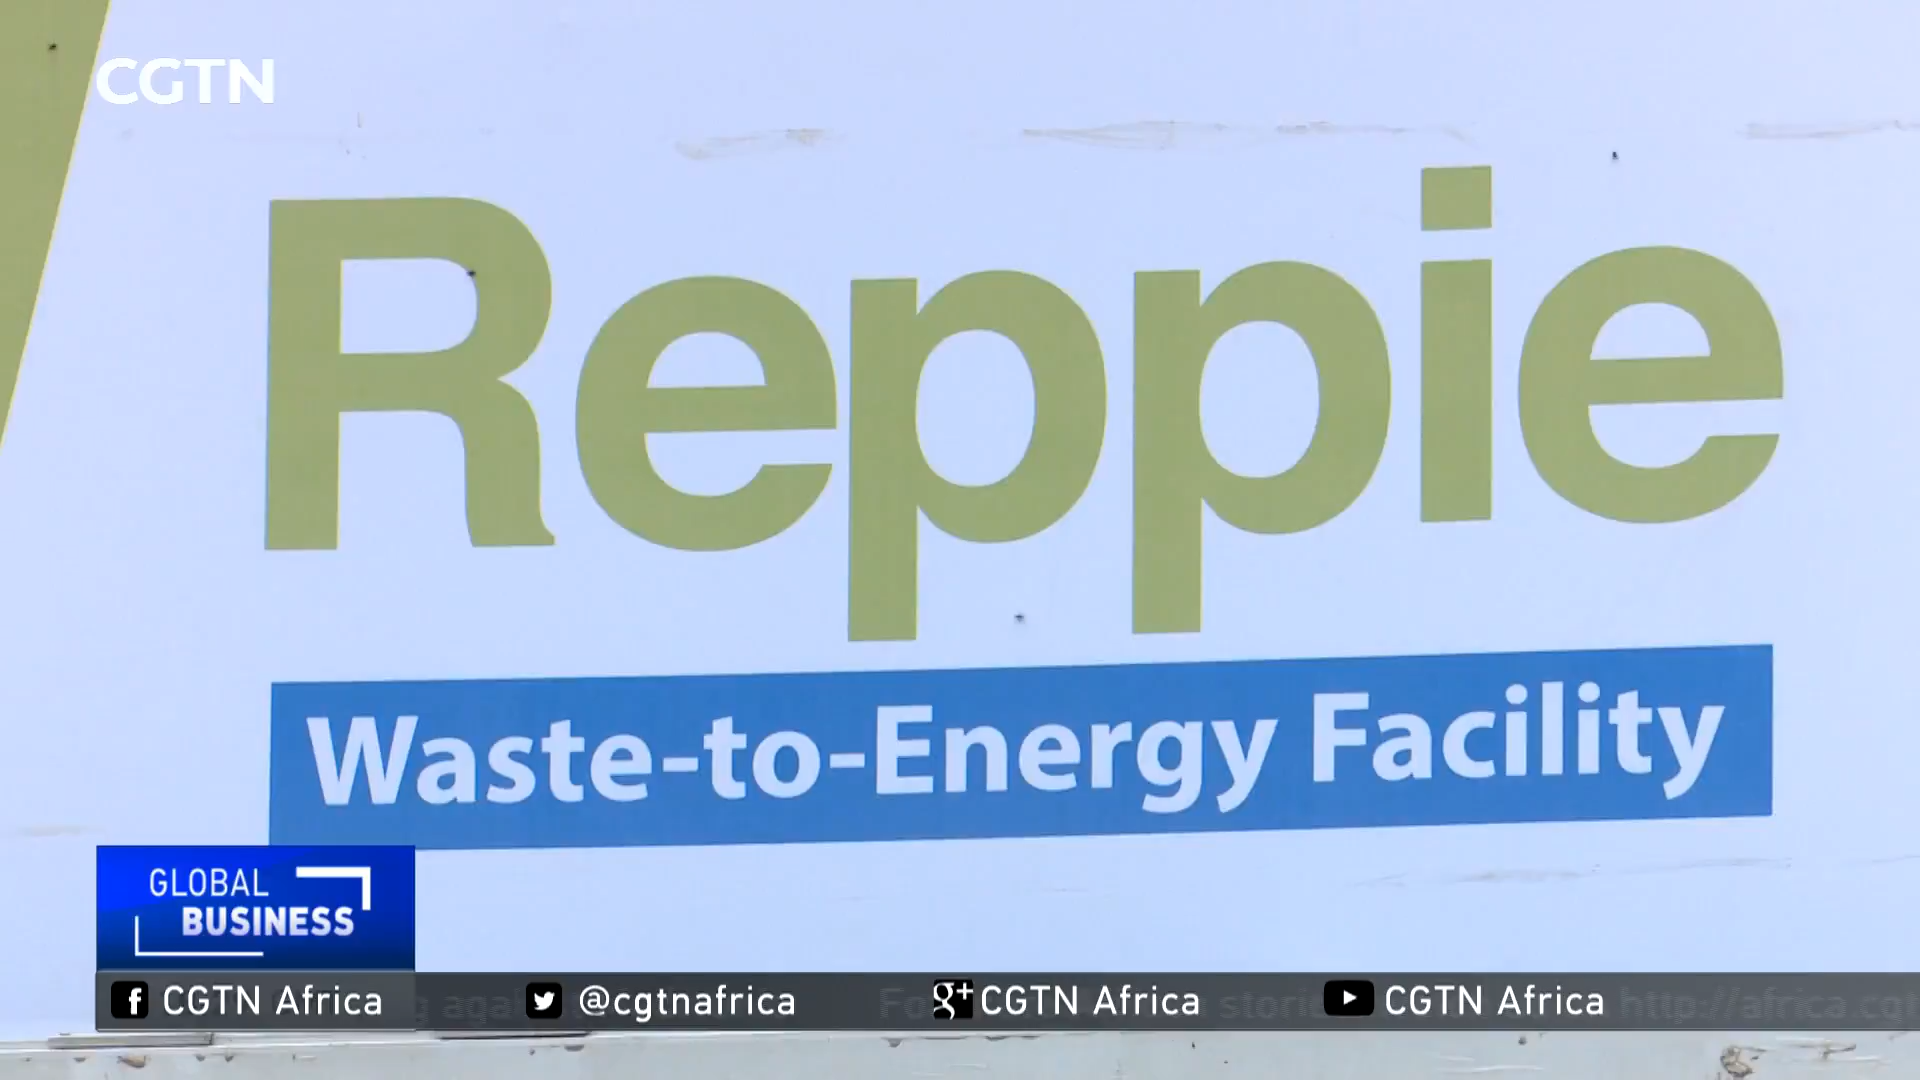 CGTN
Reppie
Waste-to-Energy Facility
GLOBAL
BUSINESS
CGTN Africa
@cgtnafrica
g+ CGTN Africa
CGTN Africa